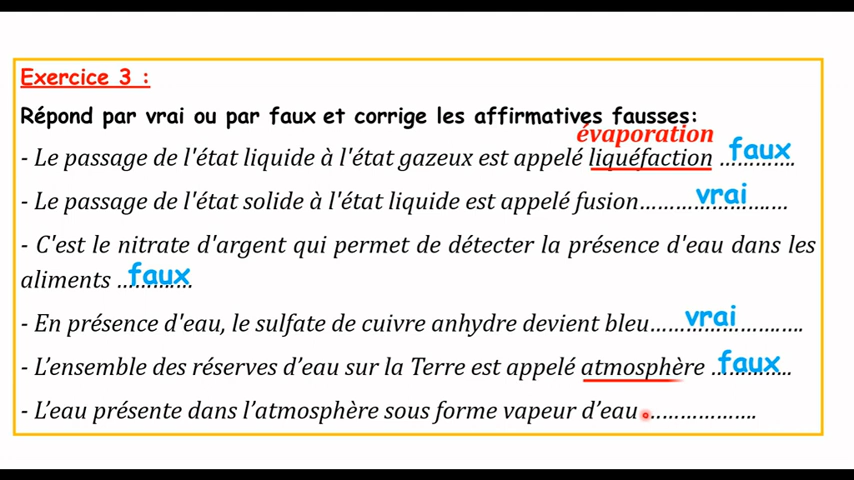 Exercice 3 :
Répond par vrai ou par faux et corrige les affirmatives fausses:
évaporation
- Le passage de l'état liquide à l'état gazeux est appelé liquéfaction ………….. faux
- Le passage de l'état solide à l'état liquide est appelé fusion…………………….. vrai
- C'est le nitrate d'argent qui permet de détecter la présence d'eau dans les
aliments ………… faux
- En présence d'eau, le sulfate de cuivre anhydre devient bleu…………………….. vrai
- L'ensemble des réserves d'eau sur la Terre est appelé atmosphère ………….. faux
- L'eau présente dans l'atmosphère sous forme vapeur d'eau ………………..